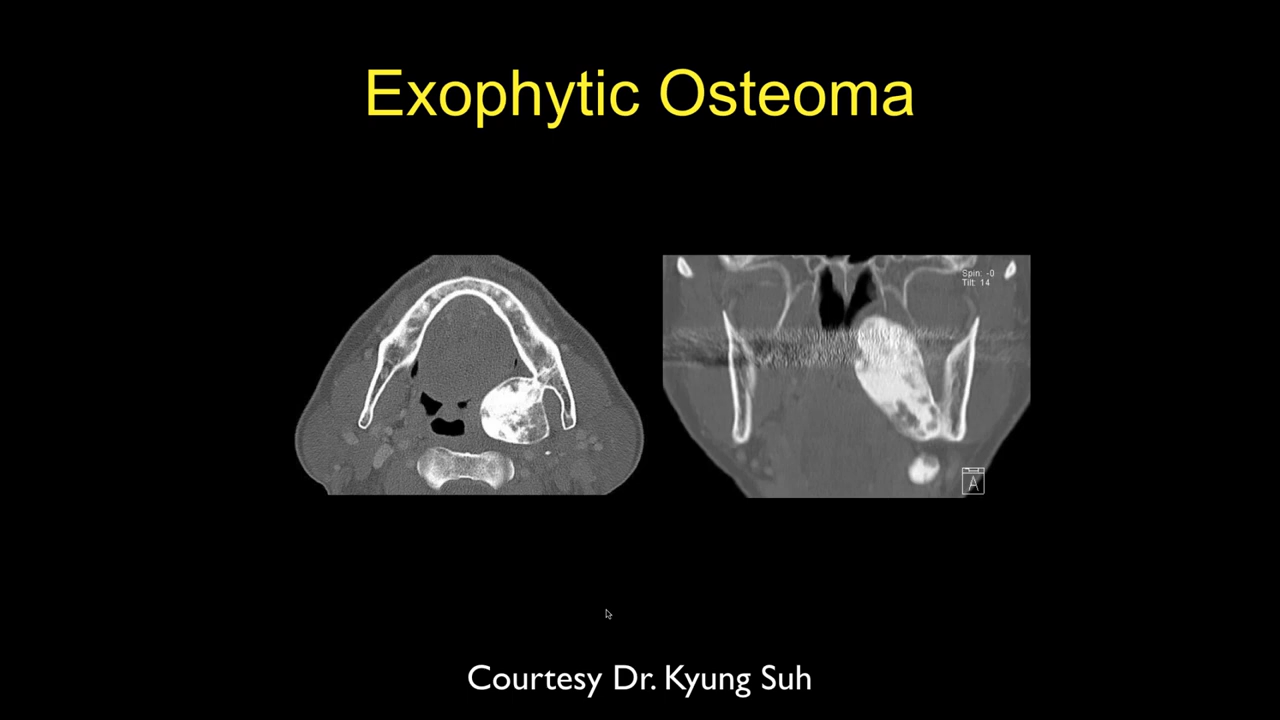 Exophytic Osteoma
Spin: -0
Tilt: 14
A
Courtesy Dr. Kyung Suh